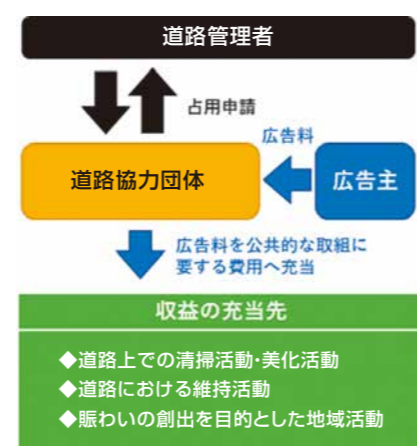 道路管理者
占用申請
広告料
道路協力団体
広告主
広告料を公共的な取組に
要する費用へ充当
収益の充当先
◆道路上での清掃活動･美化活動
◆道路における維持活動
◆賑わいの創出を目的とした地域活動